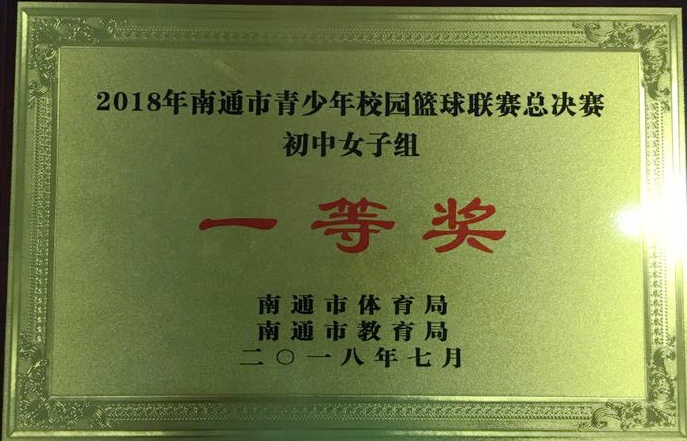 2018年南通市青少年校园篮球联赛总决赛
初中女子组
一等奖
南通市体育局
南通市教育局
二〇一八年七月